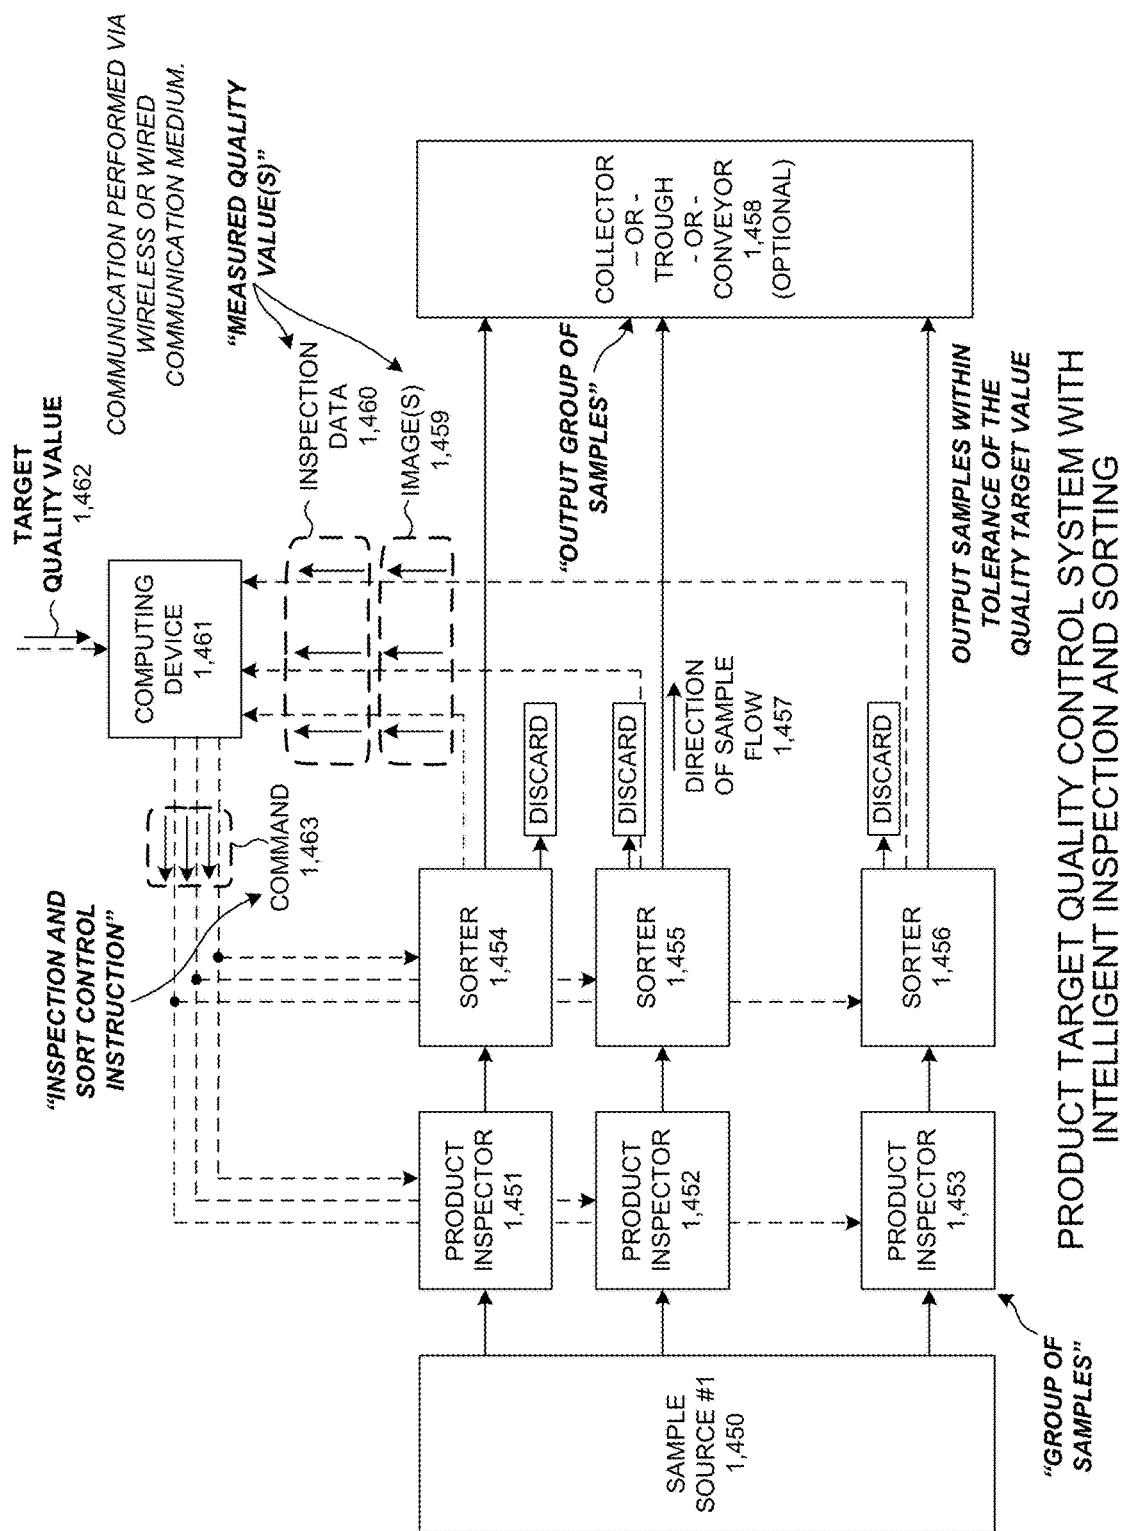 TARGET
QUALITY VALUE
1,462
COMMUNICATION PERFORMED VIA
WIRELESS OR WIRED
COMMUNICATION MEDIUM.
COMPUTING
DEVICE
1,461
"INSPECTION AND
SORT CONTROL
INSTRUCTION"
COMMAND
1,463
INSPECTION
DATA
1,460
IMAGE(S)
1,459
"MEASURED QUALITY
VALUE(S)"
SAMPLE
SOURCE #1
1,450
PRODUCT
INSPECTOR
1,451
SORTER
1,454
DISCARD
PRODUCT
INSPECTOR
1,452
SORTER
1,455
DISCARD
DIRECTION
OF SAMPLE
FLOW
1,457
PRODUCT
INSPECTOR
1,453
SORTER
1,456
DISCARD
"OUTPUT GROUP OF
SAMPLES"
COLLECTOR
– OR -
TROUGH
- OR -
CONVEYOR
1,458
(OPTIONAL)
"GROUP OF
SAMPLES"
OUTPUT SAMPLES WITHIN
TOLERANCE OF THE
QUALITY TARGET VALUE
PRODUCT TARGET QUALITY CONTROL SYSTEM WITH
INTELLIGENT INSPECTION AND SORTING